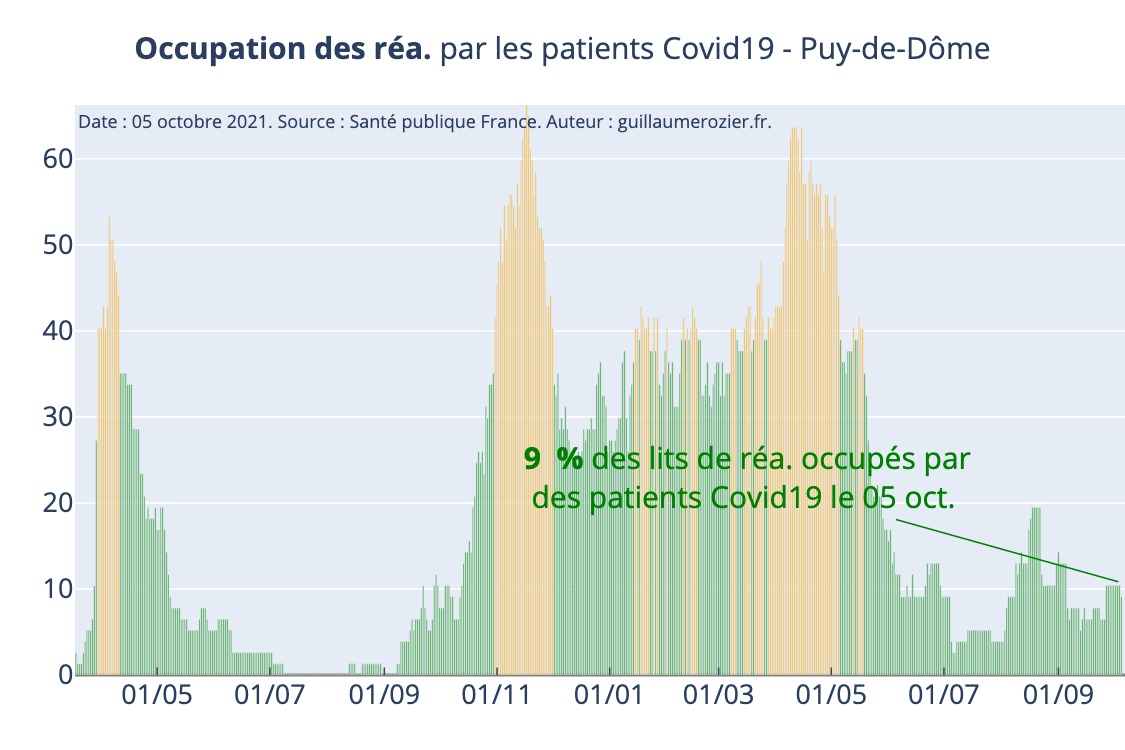 Occupation des réa. par les patients Covid19 - Puy-de-Dôme
Date : 05 octobre 2021. Source : Santé publique France. Auteur : guillaumerozier.fr.
60
50
40
30
20
10
0
9 % des lits de réa. occupés par
des patients Covid19 le 05 oct.
01/05 01/07 01/09 01/11 01/01 01/03 01/05 01/07 01/09